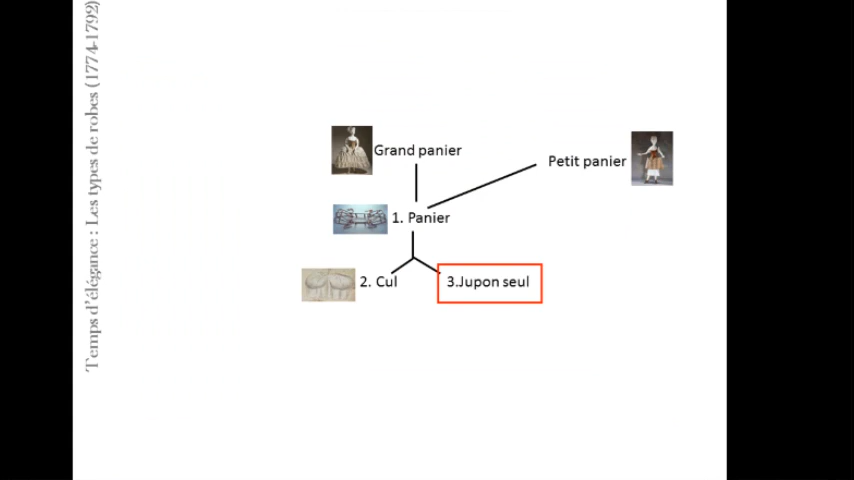 Temps d'élégance : Les types de robes (1774-1792)
Grand panier
Petit panier
1. Panier
2. Cul
3.Jupon seul